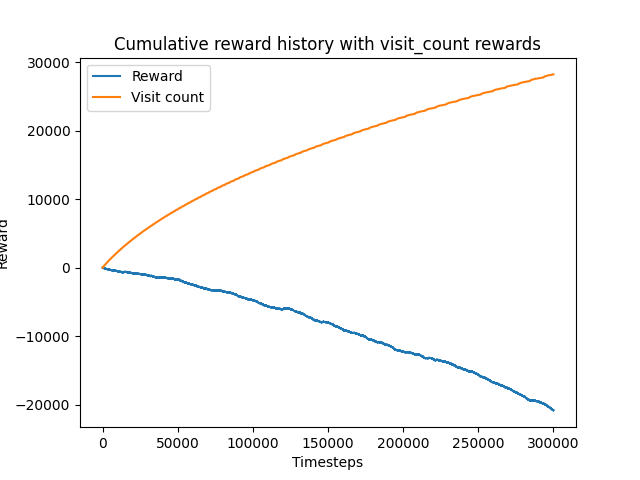 Cumulative reward history with visit_count rewards
Reward
Visit count
30000
20000
10000
0
−10000
−20000
Reward
0
50000
100000
150000
200000
250000
300000
Timesteps